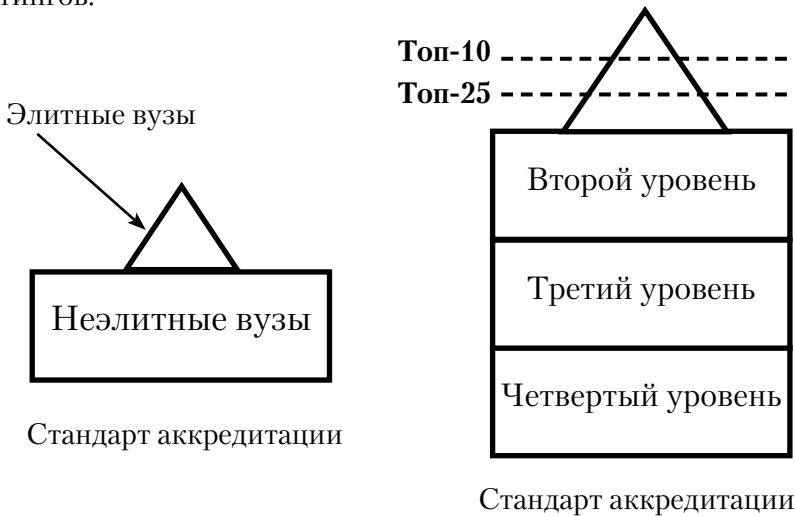 Элитные вузы
Неэлитные вузы
Стандарт аккредитации
Топ-10
Топ-25
Второй уровень
Третий уровень
Четвертый уровень
Стандарт аккредитации